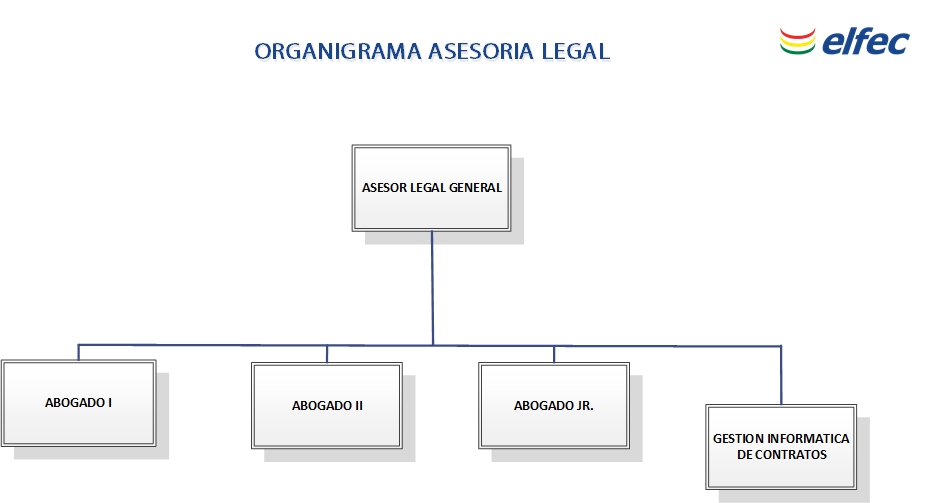 ORGANIGRAMA ASESORIA LEGAL
elfec
ASESOR LEGAL GENERAL
ABOGADO I
ABOGADO II
ABOGADO JR.
GESTION INFORMATICA
DE CONTRATOS